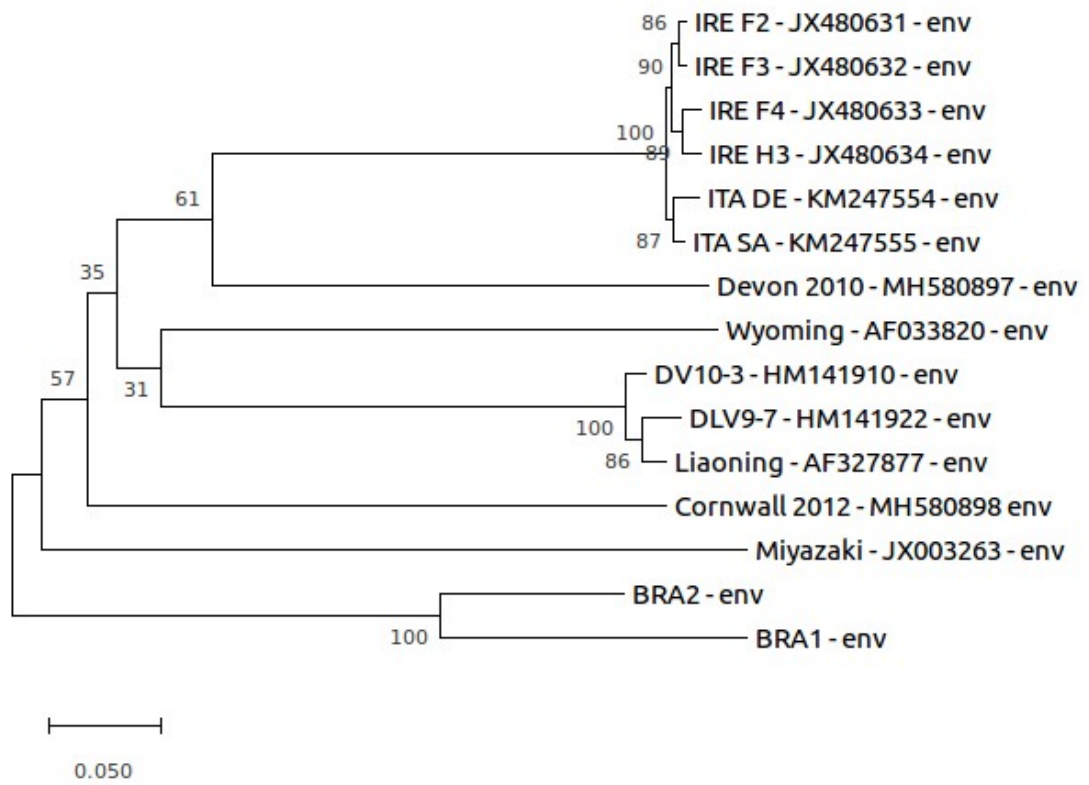 86
IRE F2 - JX480631 - env
90
IRE F3 - JX480632 - env
IRE F4 - JX480633 - env
100
89
IRE H3 - JX480634 - env
61
ITA DE - KM247554 - env
87
ITA SA - KM247555 - env
35
Devon 2010 - MH580897 - env
Wyoming - AF033820 - env
57
31
DV10-3 - HM141910 - env
100
DLV9-7 - HM141922 - env
86
Liaoning - AF327877 - env
Cornwall 2012 - MH580898 env
Miyazaki - JX003263 - env
BRA2 - env
100
BRA1 - env
0.050